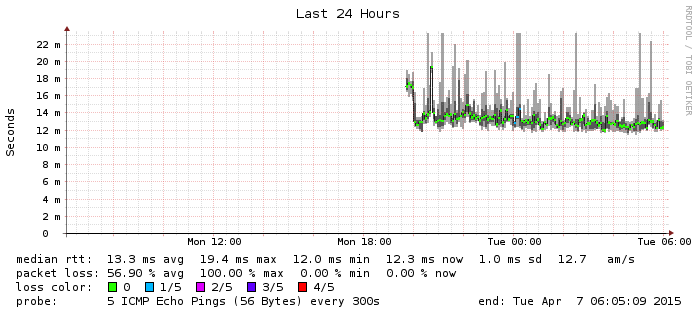 Last 24 Hours
RRDTOOL / TOBI OETIKER
Seconds
22 m
20 m
18 m
16 m
14 m
12 m
10 m
8 m
6 m
4 m
2 m
0
Mon 12:00 Mon 18:00 Tue 00:00 Tue 06:00
median rtt: 13.3 ms avg 19.4 ms max 12.0 ms min 12.3 ms now 1.0 ms sd 12.7 am/s
packet loss: 56.90 % avg 100.00 % max 0.00 % min 0.00 % now
loss color: 0 1/5 2/5 3/5 4/5
probe: 5 ICMP Echo Pings (56 Bytes) every 300s end: Tue Apr 7 06:05:09 2015